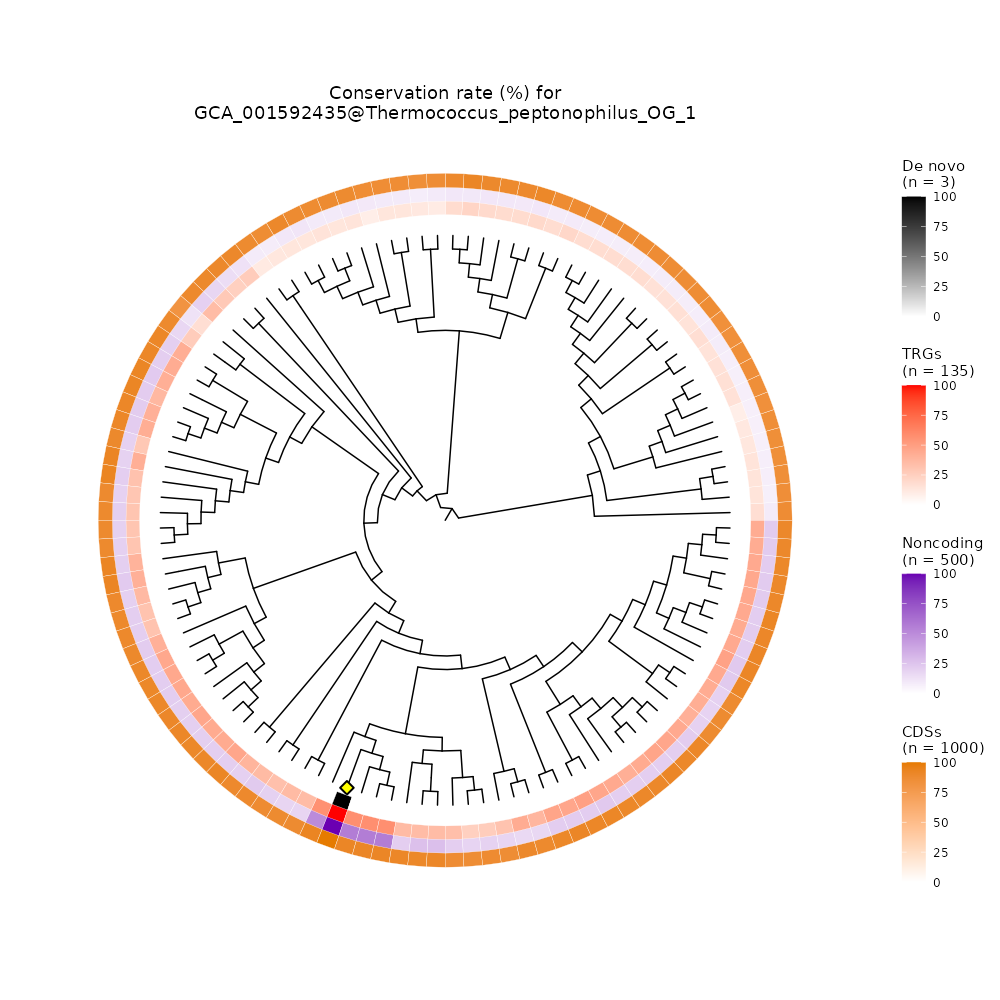 Conservation rate (%) for
GCA_001592435@Thermococcus_peptonophilus_OG_1
De novo
(n = 3)
100
75
50
25
0
TRGs
(n = 135)
100
75
50
25
0
Noncoding
(n = 500)
100
75
50
25
0
CDSs
(n = 1000)
100
75
50
25
0